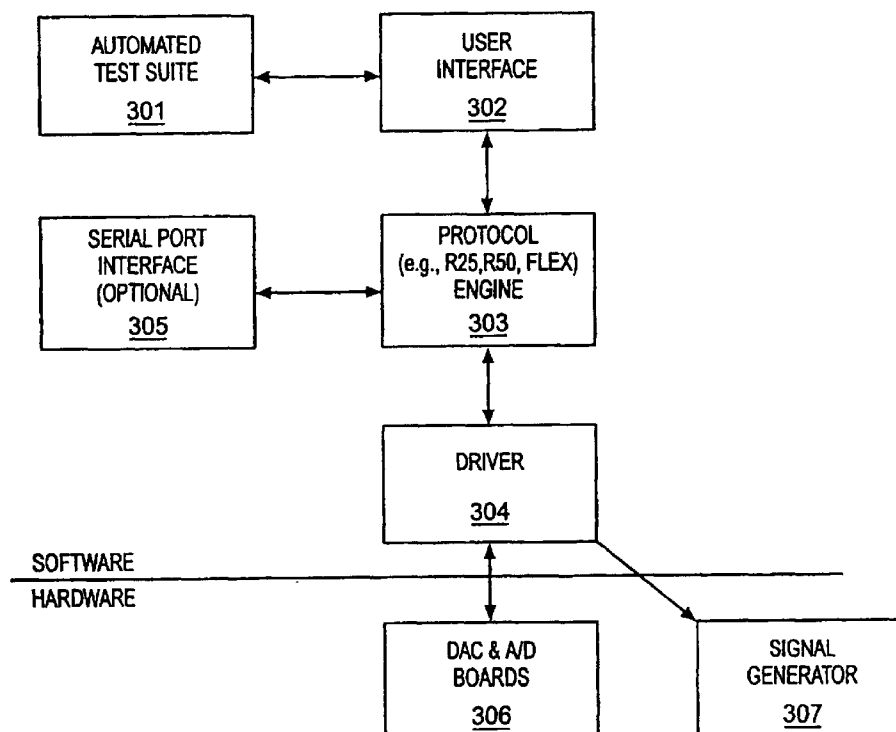 AUTOMATED
TEST SUITE
301
USER
INTERFACE
302
SERIAL PORT
INTERFACE
(OPTIONAL)
305
PROTOCOL
(e.g., R25,R50, FLEX)
ENGINE
303
DRIVER
304
SOFTWARE
HARDWARE
DAC & A/D
BOARDS
306
SIGNAL
GENERATOR
307